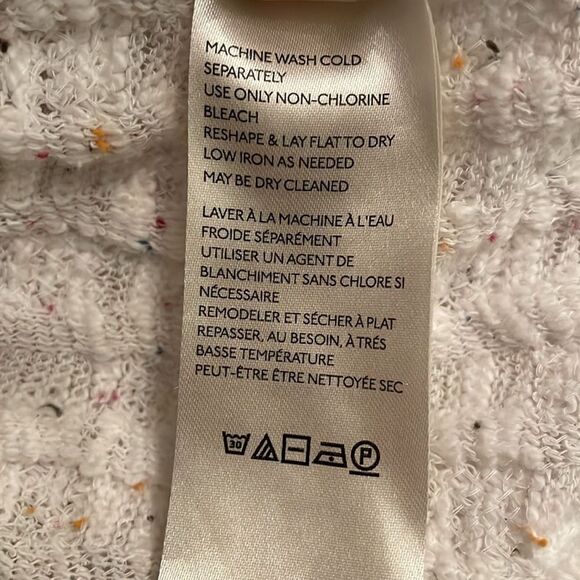 MACHINE WASH COLD
SEPARATELY
USE ONLY NON-CHLORINE
BLEACH
RESHAPE & LAY FLAT TO DRY
LOW IRON AS NEEDED
MAY BE DRY CLEANED
LAVER À LA MACHINE À L'EAU
FROIDE SÉPARÉMENT
UTILISER UN AGENT DE
BLANCHIMENT SANS CHLORE SI
NÉCESSAIRE
REMODELER ET SÉCHER À PLAT
REPASSER, AU BESOIN, À TRÉS
BASSE TEMPÉRATURE
PEUT-ÊTRE ÊTRE NETTOYÉE SEC
30 P